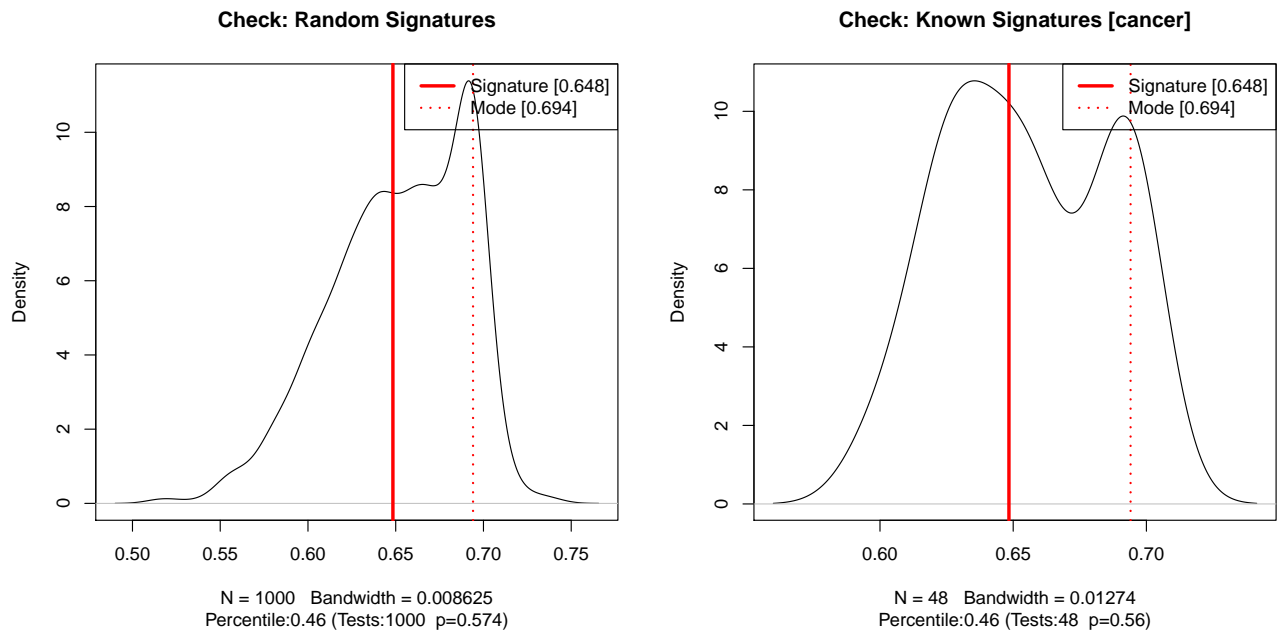 Check: Random Signatures
Signature [0.648]
Mode [0.694]
Density
0
2
4
6
8
10
0.50 0.55 0.60 0.65 0.70 0.75
N = 1000 Bandwidth = 0.008625
Percentile:0.46 (Tests:1000 p=0.574)
Check: Known Signatures [cancer]
Signature [0.648]
Mode [0.694]
Density
0
2
4
6
8
10
0.60 0.65 0.70
N = 48 Bandwidth = 0.01274
Percentile:0.46 (Tests:48 p=0.56)